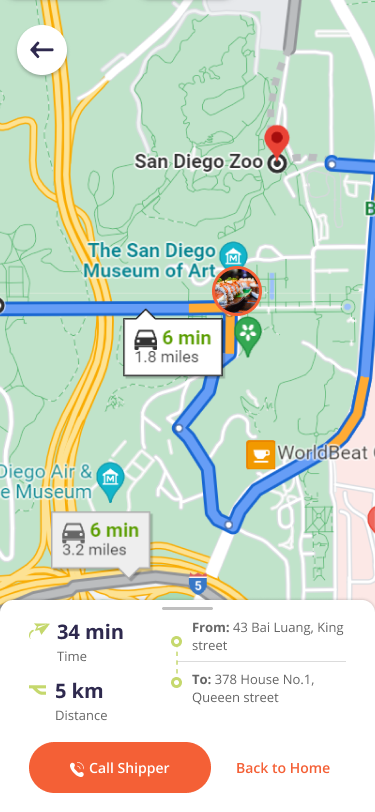 San Diego Zoo
B
The San Diego
Museum of Art
6 min
1.8 miles
WorldBeat C
Diego Air &
e Museum
6 min
3.2 miles
5
34 min
Time
From: 43 Bai Luang, King
street
5 km
Distance
To: 378 House No.1,
Queeen street
Call Shipper
Back to Home